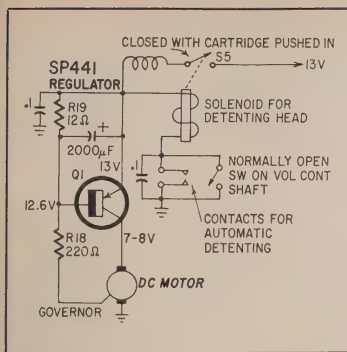 CLOSED WITH CARTRIDGE PUSHED IN
S5
13V
SP441
REGULATOR
.1
R19
12Ω
+
2000µF
13V
Q1
12.6V
SOLENOID FOR
DETENTING HEAD
.1
NORMALLY OPEN
SW ON VOL CONT
SHAFT
CONTACTS FOR
AUTOMATIC
DETENTING
R18
220Ω
7-8V
DC MOTOR
GOVERNOR